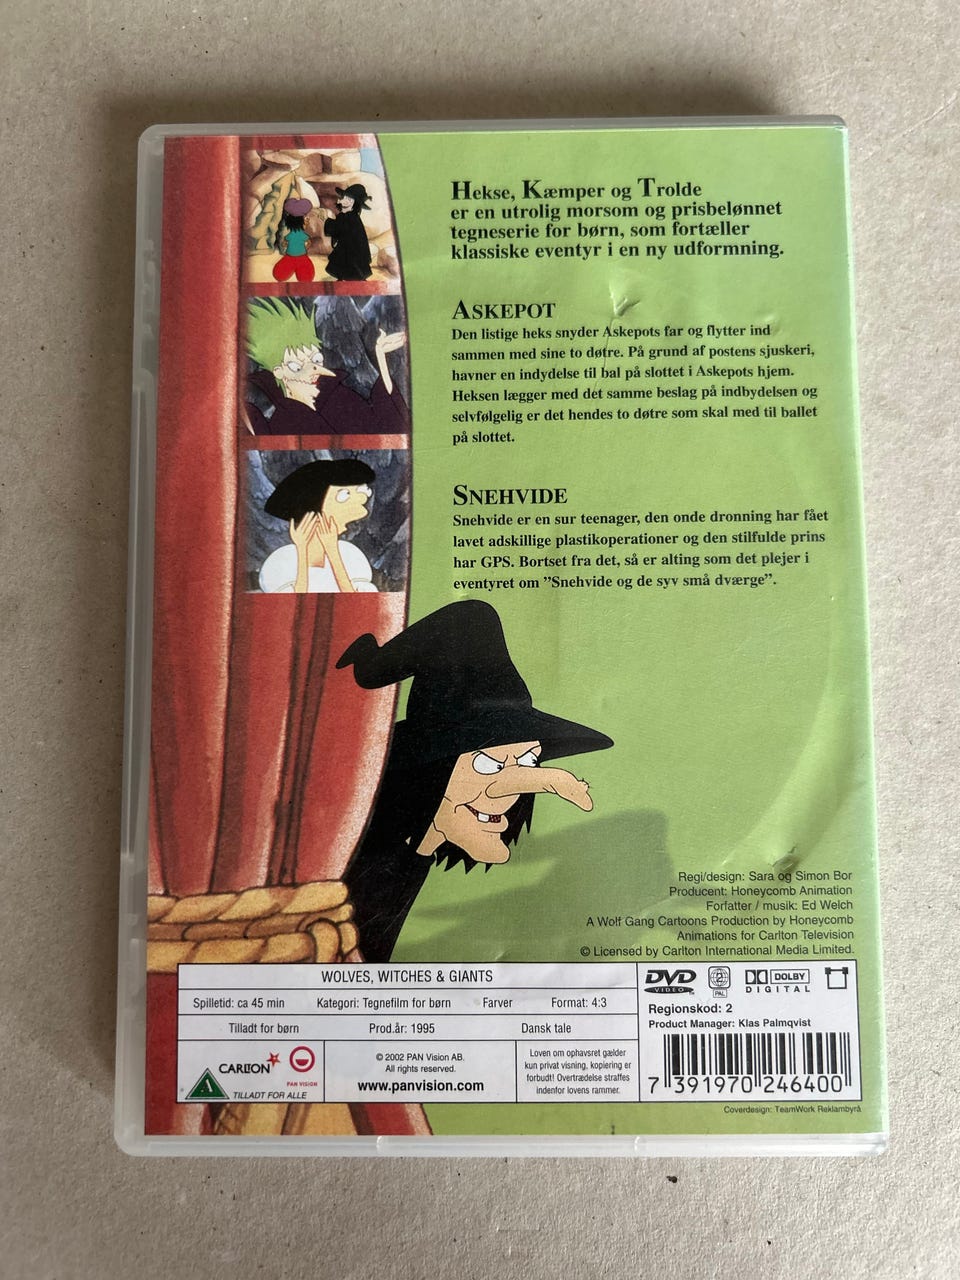 Hekse, Kæmper og Trolde
er en utrolig morsom og prisbelønnet
tegneserie for børn, som fortæller
klassiske eventyr i en ny udformning.
ASKEPOT
Den listige heks snyder Askepots far og flytter ind
sammen med sine to døtre. På grund af postens sjuskeri,
havner en indydelse til bal på slottet i Askepots hjem.
Heksen lægger med det samme beslag på indbydelsen og
selvfølgelig er det hendes to døtre som skal med til ballet
på slottet.
SNEHVIDE
Snehvide er en sur teenager, den onde dronning har fået
lavet adskillige plastikoperationer og den stilfulde prins
har GPS. Bortset fra det, så er alting som det plejer i
eventyret om ”Snehvide og de syv små dværge”.
Regi/design: Sara og Simon Bor
Producent: Honeycomb Animation
Forfatter / musik: Ed Welch
A Wolf Gang Cartoons Production by Honeycomb
Animations for Carlton Television
© Licensed by Carlton International Media Limited.
WOLVES, WITCHES & GIANTS
Spilletid: ca 45 min Kategori: Tegnefilm for børn Farver Format: 4:3
Tilladt for børn Prod.år: 1995 Dansk tale
CARLTON
PAN VISION
A
TILLADT FOR ALLE
© 2002 PAN Vision AB.
All rights reserved.
www.panvision.com
Loven om ophavsret gælder
kun privat visning, kopiering er
forbudt! Overtrædelse straffes
indenfor lovens rammer.
DVD
VIDEO
2
PAL
DOLBY
DIGITAL
Regionskod: 2
Product Manager: Klas Palmqvist
7 391970 246400
Coverdesign: TeamWork Reklambyrå